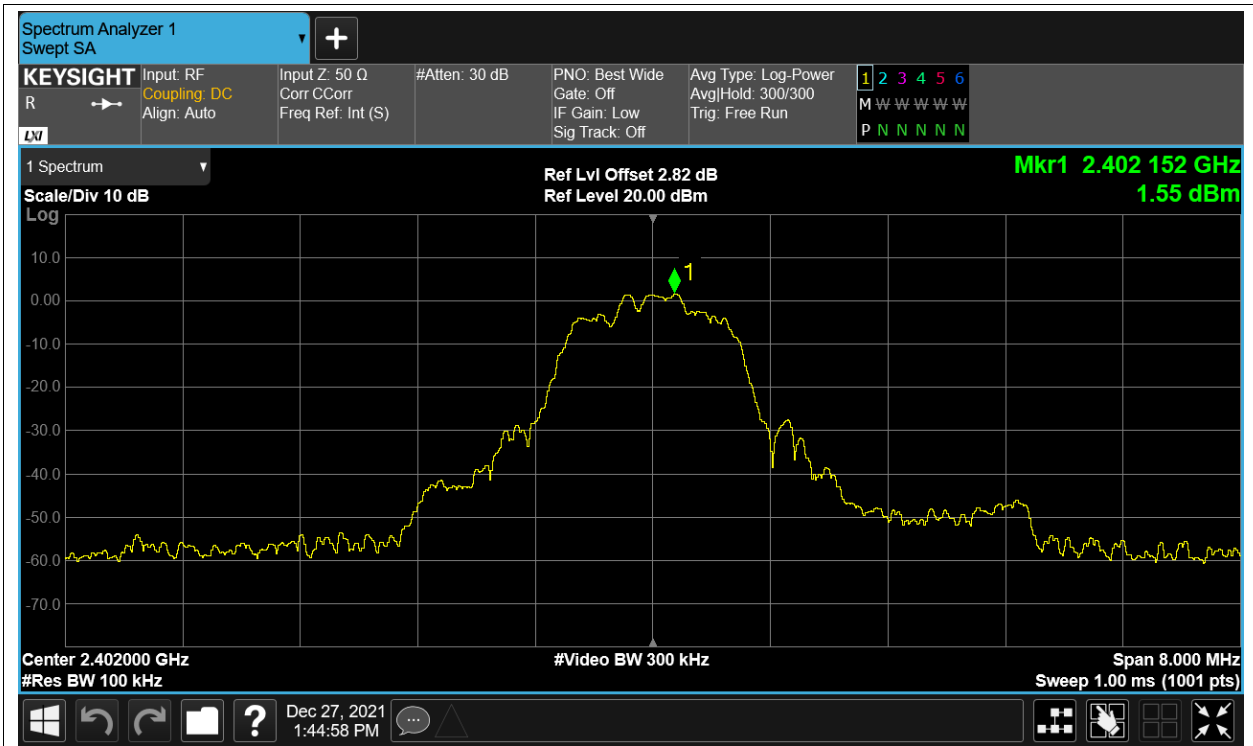 Spectrum Analyzer 1
Swept SA
KEYSIGHT
R
LXI
Input: RF
Coupling: DC
Align: Auto
Input Z: 50 Ω
Corr CCorr
Freq Ref: Int (S)
#Atten: 30 dB
PNO: Best Wide
Gate: Off
IF Gain: Low
Sig Track: Off
Avg Type: Log-Power
Avg|Hold: 300/300
Trig: Free Run
1 2 3 4 5 6
M W W W W W
P N N N N N
1 Spectrum
Scale/Div 10 dB
Log
Ref Lvl Offset 2.82 dB
Ref Level 20.00 dBm
Mkr1 2.402 152 GHz
1.55 dBm
10.0
1
0.00
-10.0
-20.0
-30.0
-40.0
-50.0
-60.0
-70.0
Center 2.402000 GHz
#Video BW 300 kHz
Span 8.000 MHz
#Res BW 100 kHz
Sweep 1.00 ms (1001 pts)
?
Dec 27, 2021
1:44:58 PM